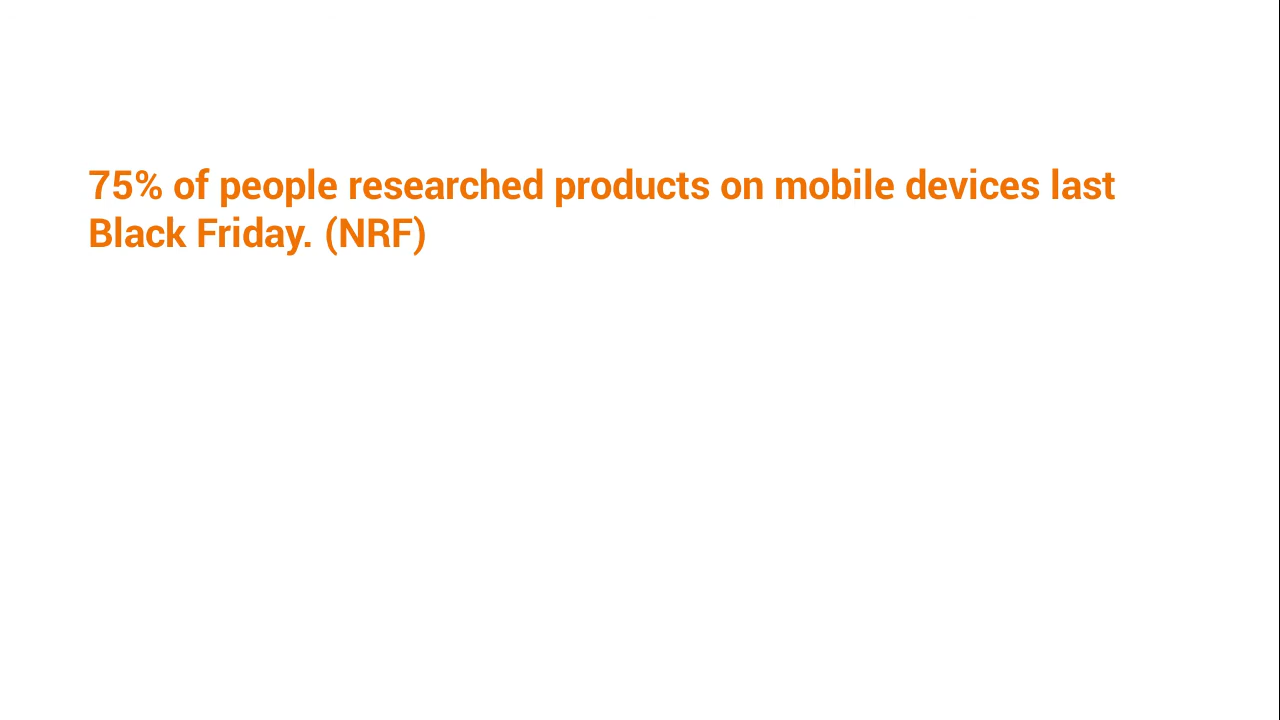 75% of people researched products on mobile devices last
Black Friday. (NRF)